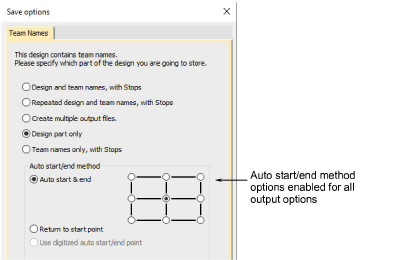 Save options
Team Names
This design contains team names.
Please specify which part of the design you are going to store.
Design and team names, with Stops
Repeated design and team names, with Stops
Create multiple output files.
Design part only
Team names only, with Stops
Auto start/end method
Auto start & end
Return to start point
Use digitized auto start/end point
Auto start/end method
options enabled for all
output options